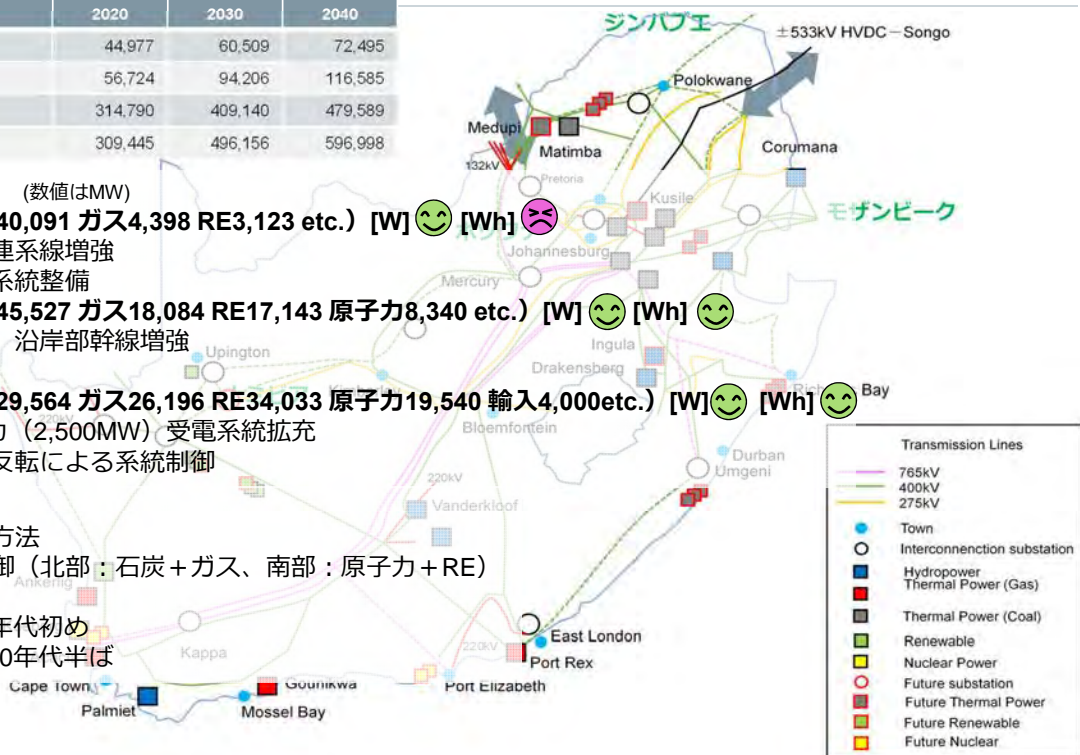 2020 2030 2040
44,977 60,509 72,495
56,724 94,206 116,585
314,790 409,140 479,589
309,445 496,156 596,998
ジンバブエ
±533kV HVDC－Songo
Polokwane
Medupi
Matimba
Corumana
132kV
Pretoria
(数値はMW)
Kusile
モザンビーク
40,091 ガス4,398 RE3,123 etc.）[W] [Wh]
連系線増強
Johannesburg
系統整備
Mercury
45,527 ガス18,084 RE17,143 原子力8,340 etc.）[W] [Wh]
沿岸部幹線増強
Ingula
Upington
Drakensberg
29,564 ガス26,196 RE34,033 原子力19,540 輸入4,000etc.）[W] [Wh]
Bay
220kV
（2,500MW）受電系統拡充
Bloemfontein
反転による系統制御
Durban
Umgeni
220kV
Vanderkloof
方法
御（北部：石炭＋ガス、南部：原子力＋RE）
Ankerlig
年代初め
0年代半ば
Kappa
220kV
East London
Port Rex
Cape Town
Gourikwa
Port Elizabeth
Palmiet
Mossel Bay
Transmission Lines
765kV
400kV
275kV
Town
Interconnenction substation
Hydropower
Thermal Power (Gas)
Thermal Power (Coal)
Renewable
Nuclear Power
Future substation
Future Thermal Power
Future Renewable
Future Nuclear